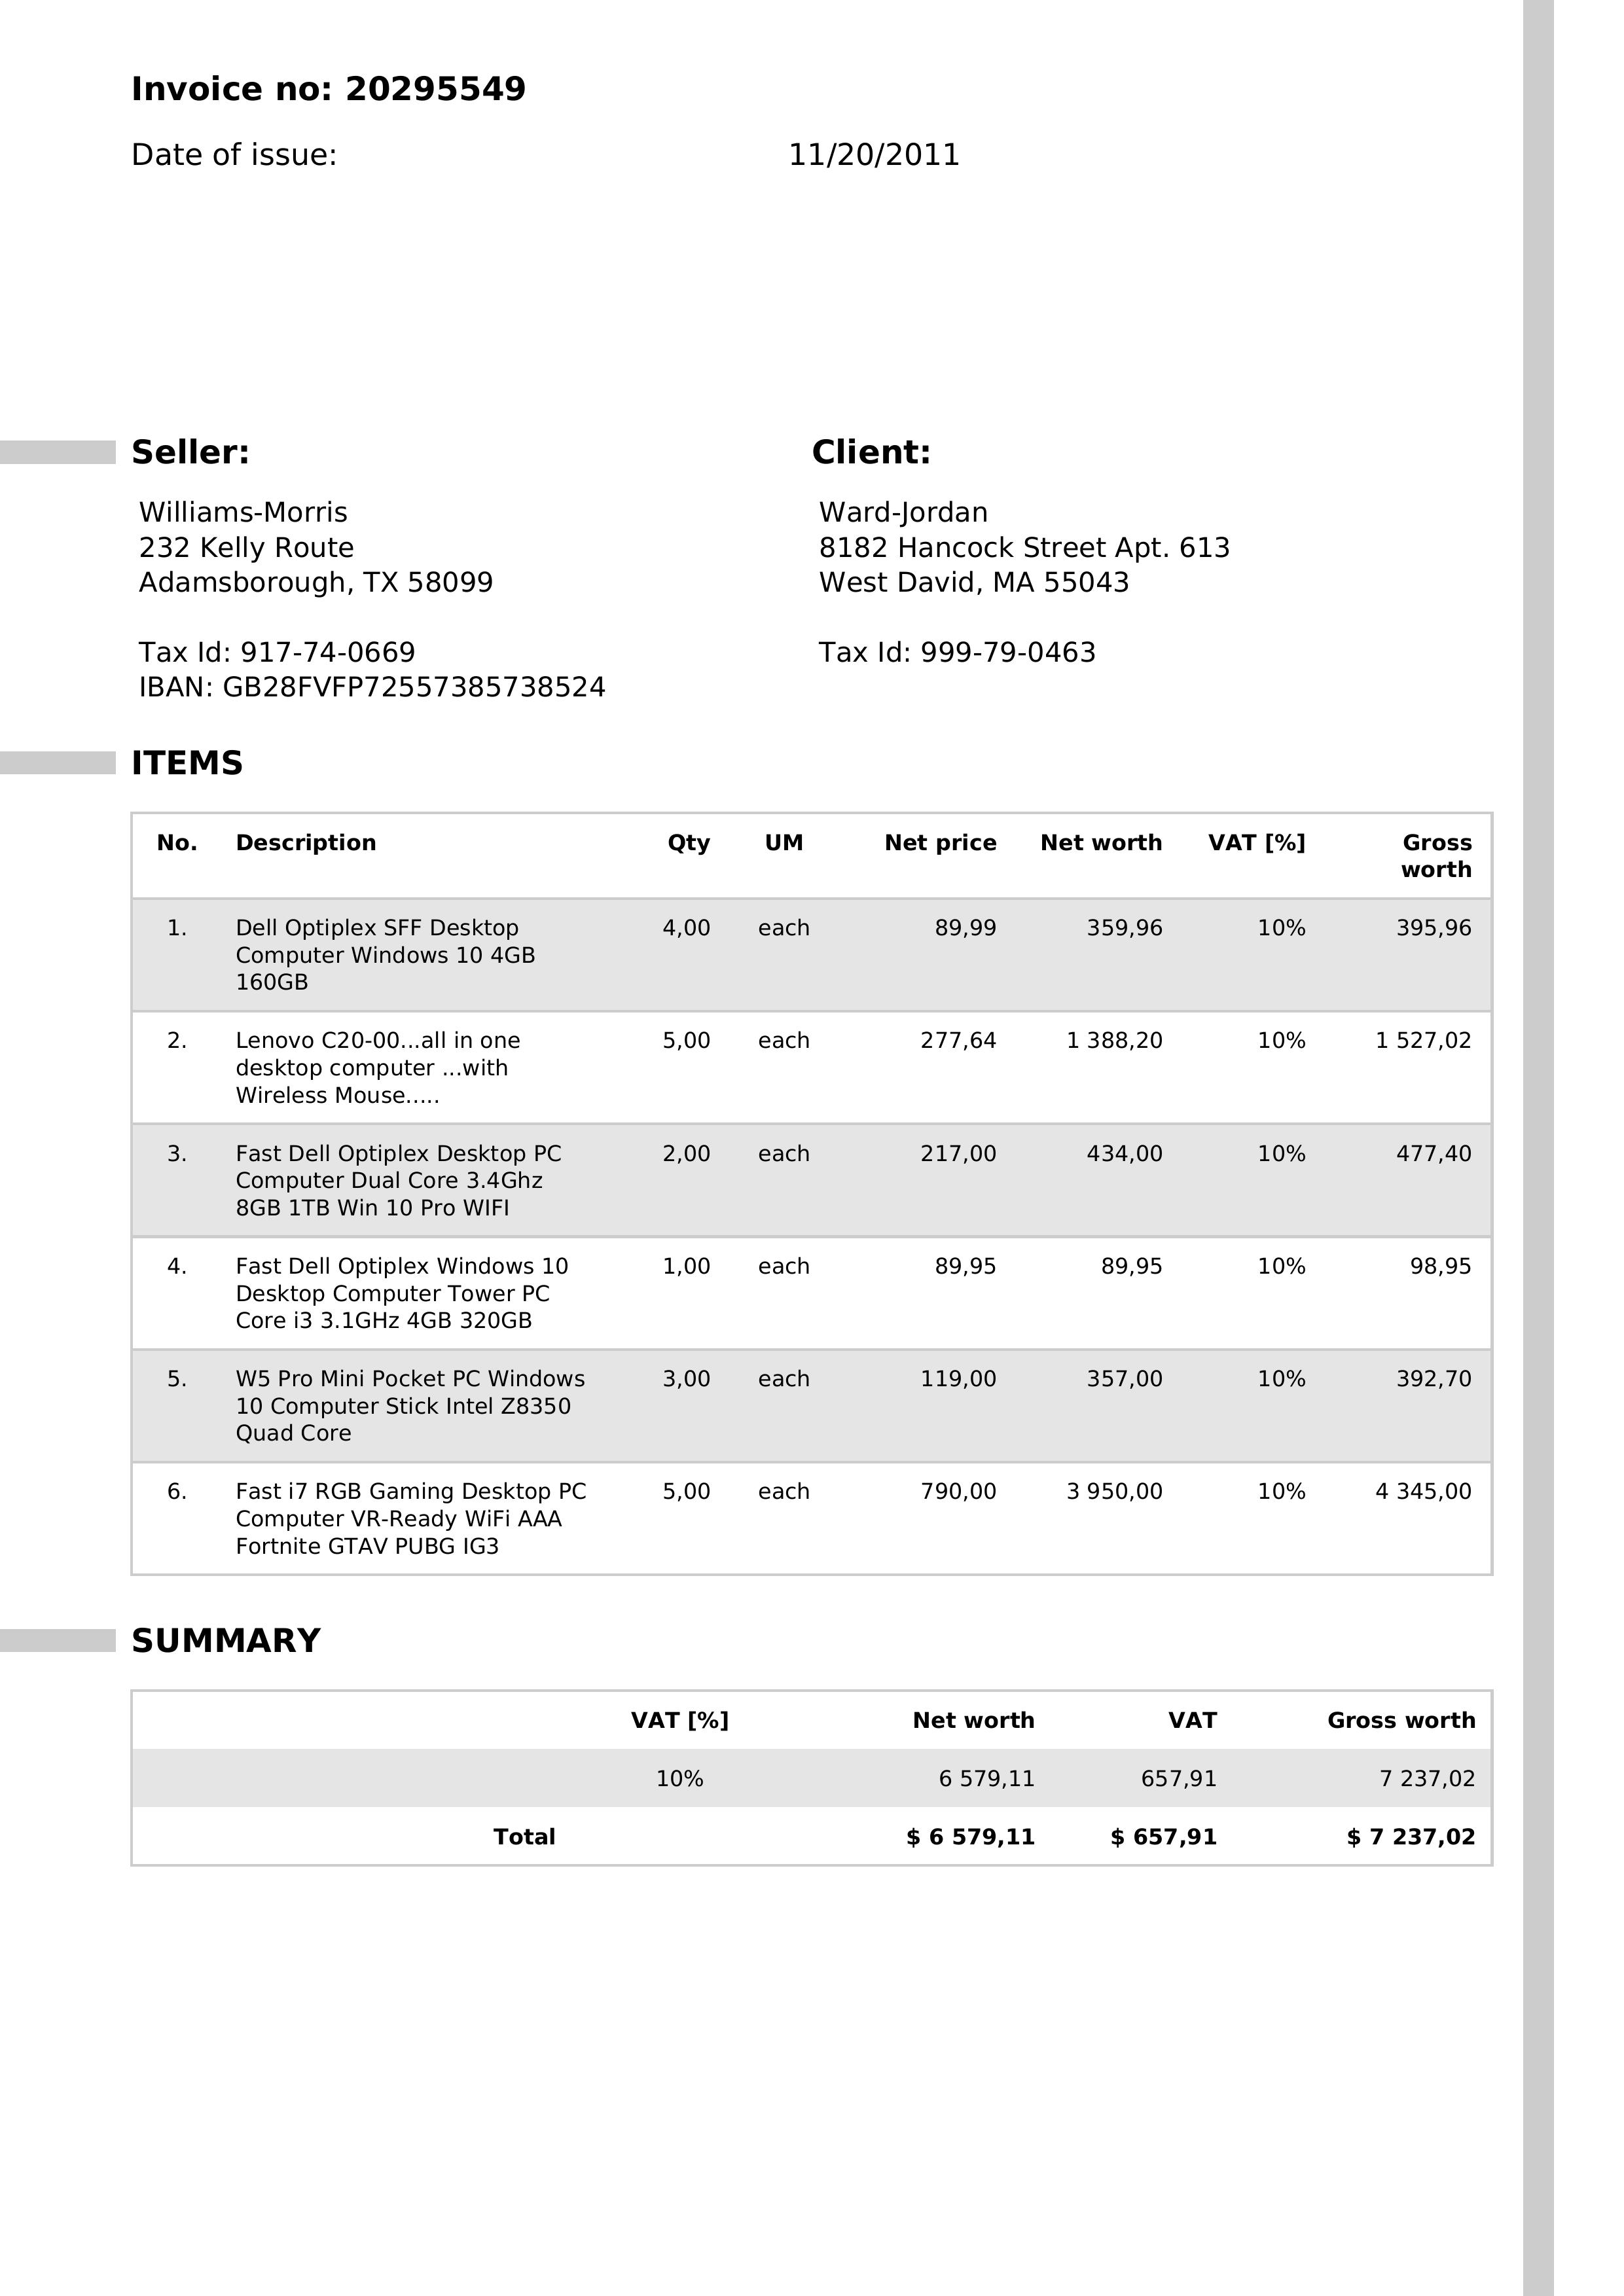 Invoice no: 20295549
Date of issue: 11/20/2011
Seller: Client:
Williams-Morris Ward-Jordan
232 Kelly Route 8182 Hancock Street Apt. 613
Adamsborough, TX 58099 West David, MA 55043
Tax Id: 917-74-0669 Tax Id: 999-79-0463
IBAN: GB28FVFP72557385738524
ITEMS
No. Description Qty UM Net price Net worth VAT [%] Gross
worth
1. Dell Optiplex SFF Desktop 4,00 each 89,99 359,96 10% 395,96
Computer Windows 10 4GB
160GB
2. Lenovo C20-00...all in one 5,00 each 277,64 1 388,20 10% 1 527,02
desktop computer ...with
Wireless Mouse.....
3. Fast Dell Optiplex Desktop PC 2,00 each 217,00 434,00 10% 477,40
Computer Dual Core 3.4Ghz
8GB 1TB Win 10 Pro WIFI
4. Fast Dell Optiplex Windows 10 1,00 each 89,95 89,95 10% 98,95
Desktop Computer Tower PC
Core i3 3.1GHz 4GB 320GB
5. W5 Pro Mini Pocket PC Windows 3,00 each 119,00 357,00 10% 392,70
10 Computer Stick Intel Z8350
Quad Core
6. Fast i7 RGB Gaming Desktop PC 5,00 each 790,00 3 950,00 10% 4 345,00
Computer VR-Ready WiFi AAA
Fortnite GTAV PUBG IG3
SUMMARY
VAT [%] Net worth VAT Gross worth
10% 6 579,11 657,91 7 237,02
Total $ 6 579,11 $ 657,91 $ 7 237,02